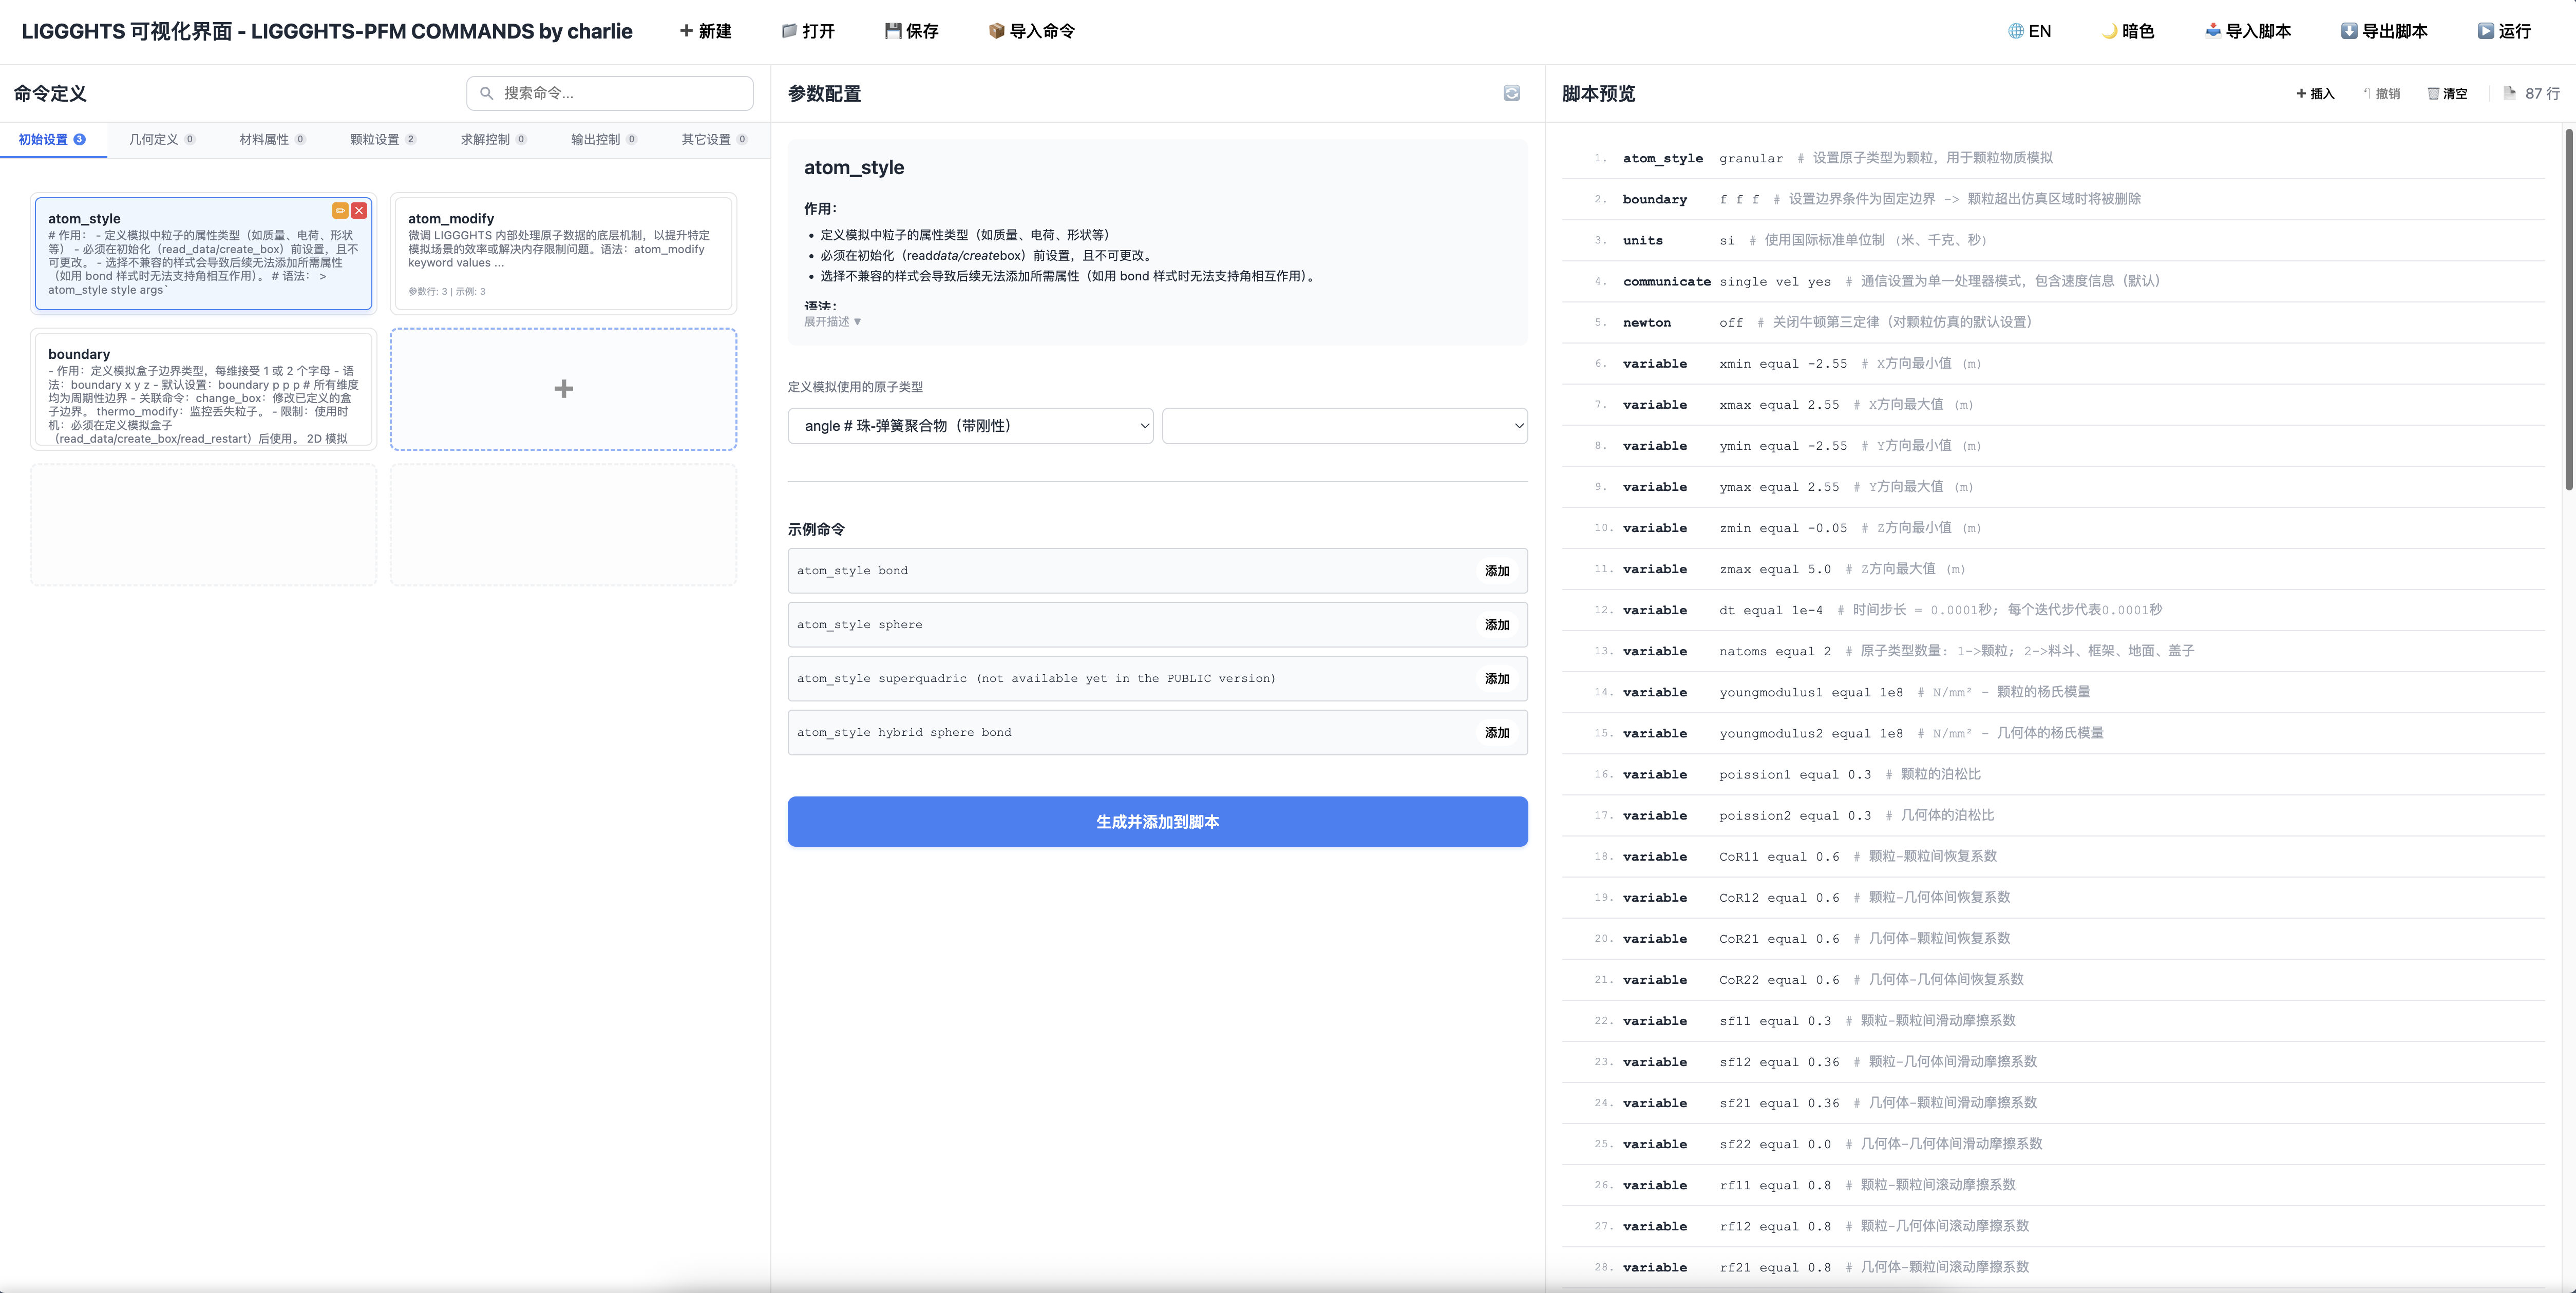 LIGGGHTS 可视化界面 - LIGGGHTS-PFM COMMANDS by charlie
新建
打开
保存
导入命令
EN
暗色
导入脚本
导出脚本
运行
命令定义
搜索命令...
初始设置 3
几何定义 0
材料属性 0
颗粒设置 2
求解控制 0
输出控制 0
其它设置 0
atom_style
# 作用： - 定义模拟中粒子的属性类型（如质量、电荷、形状
等） - 必须在初始化（read_data/create_box）前设置，且不
可更改。 - 选择不兼容的样式会导致后续无法添加所需属性
（如用 bond 样式时无法支持角相互作用）。 # 语法： >
atom_style style args`
atom_modify
微调 LIGGGHTS 内部处理原子数据的底层机制，以提升特定
模拟场景的效率或解决内存限制问题。语法：atom_modify
keyword values ...
参数行: 3 | 示例: 3
boundary
- 作用：定义模拟盒子边界类型，每维接受 1 或 2 个字母 - 语
法：boundary x y z - 默认设置：boundary p p p # 所有维度
均为周期性边界 - 关联命令：change_box：修改已定义的盒
子边界。 thermo_modify：监控丢失粒子。 - 限制：使用时
机：必须在定义模拟盒子
（read_data/create_box/read_restart）后使用。 2D 模拟
参数配置
atom_style
作用：
• 定义模拟中粒子的属性类型（如质量、电荷、形状等）
• 必须在初始化（readdata/createbox）前设置，且不可更改。
• 选择不兼容的样式会导致后续无法添加所需属性（如用 bond 样式时无法支持角相互作用）。
语法：
展开描述 ▼
定义模拟使用的原子类型
angle # 珠-弹簧聚合物（带刚性）
示例命令
atom_style bond 添加
atom_style sphere 添加
atom_style superquadric (not available yet in the PUBLIC version) 添加
atom_style hybrid sphere bond 添加
生成并添加到脚本
脚本预览
插入
撤销
清空
87 行
1. atom_style granular # 设置原子类型为颗粒，用于颗粒物质模拟
2. boundary f f f # 设置边界条件为固定边界 -> 颗粒超出仿真区域时将被删除
3. units si # 使用国际标准单位制 (米、千克、秒)
4. communicate single vel yes # 通信设置为单一处理器模式，包含速度信息（默认）
5. newton off # 关闭牛顿第三定律（对颗粒仿真的默认设置）
6. variable xmin equal -2.55 # X方向最小值 (m)
7. variable xmax equal 2.55 # X方向最大值 (m)
8. variable ymin equal -2.55 # Y方向最小值 (m)
9. variable ymax equal 2.55 # Y方向最大值 (m)
10. variable zmin equal -0.05 # Z方向最小值 (m)
11. variable zmax equal 5.0 # Z方向最大值 (m)
12. variable dt equal 1e-4 # 时间步长 = 0.0001秒; 每个迭代步代表0.0001秒
13. variable natoms equal 2 # 原子类型数量: 1->颗粒; 2->料斗、框架、地面、盖子
14. variable youngmodulus1 equal 1e8 # N/mm² - 颗粒的杨氏模量
15. variable youngmodulus2 equal 1e8 # N/mm² - 几何体的杨氏模量
16. variable poission1 equal 0.3 # 颗粒的泊松比
17. variable poission2 equal 0.3 # 几何体的泊松比
18. variable CoR11 equal 0.6 # 颗粒-颗粒间恢复系数
19. variable CoR12 equal 0.6 # 颗粒-几何体间恢复系数
20. variable CoR21 equal 0.6 # 几何体-颗粒间恢复系数
21. variable CoR22 equal 0.6 # 几何体-几何体间恢复系数
22. variable sf11 equal 0.3 # 颗粒-颗粒间滑动摩擦系数
23. variable sf12 equal 0.36 # 颗粒-几何体间滑动摩擦系数
24. variable sf21 equal 0.36 # 几何体-颗粒间滑动摩擦系数
25. variable sf22 equal 0.0 # 几何体-几何体间滑动摩擦系数
26. variable rf11 equal 0.8 # 颗粒-颗粒间滚动摩擦系数
27. variable rf12 equal 0.8 # 颗粒-几何体间滚动摩擦系数
28. variable rf21 equal 0.8 # 几何体-颗粒间滚动摩擦系数